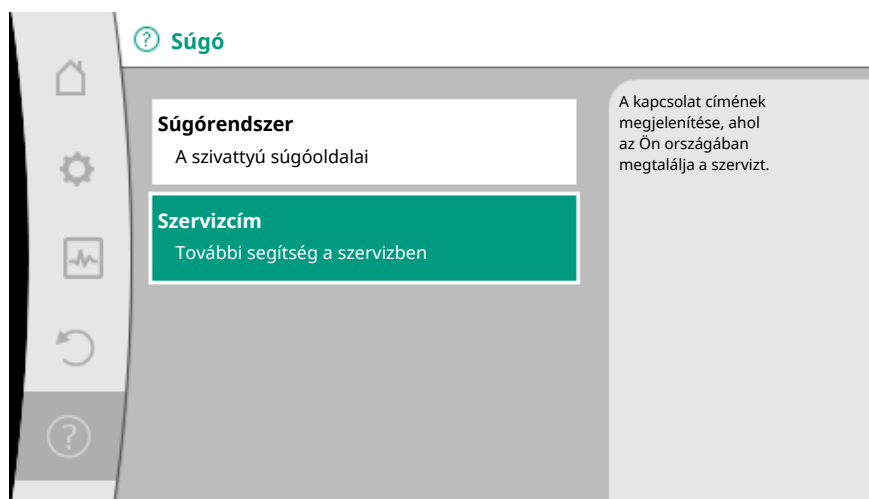 Súgó
Súgórendszer
A szivattyú súgóoldalai
Szervizcím
További segítség a szervizben
A kapcsolat címének
megjelenítése, ahol
az Ön országában
megtalálja a szervizt.